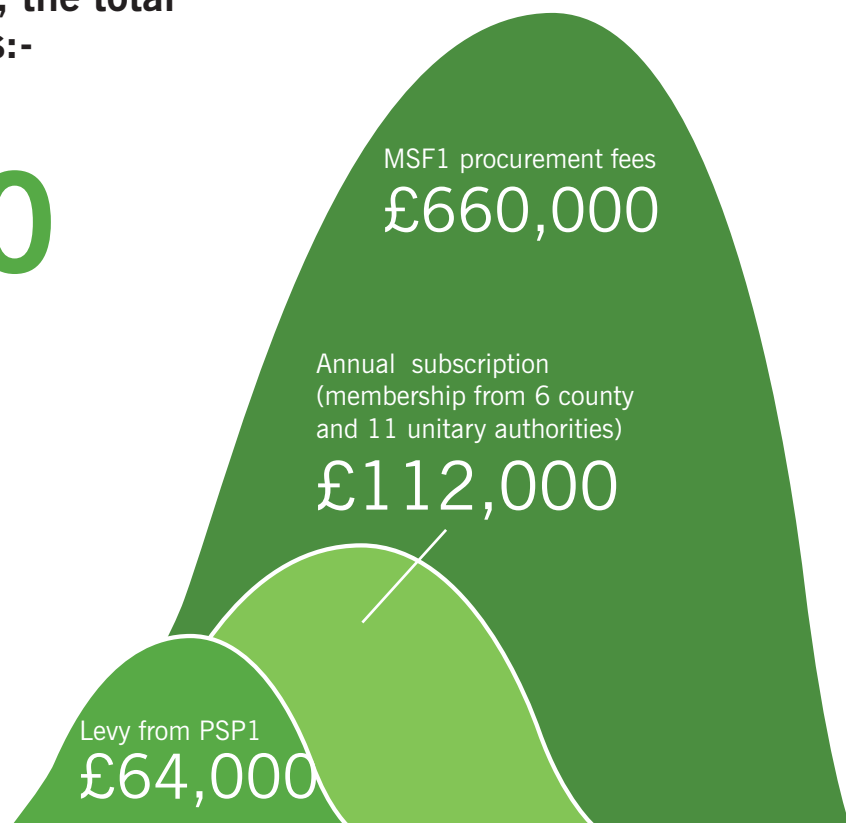 , the total
s:-
0
MSF1 procurement fees
£660,000
Annual subscription
(membership from 6 county
and 11 unitary authorities)
£112,000
Levy from PSP1
£64,000